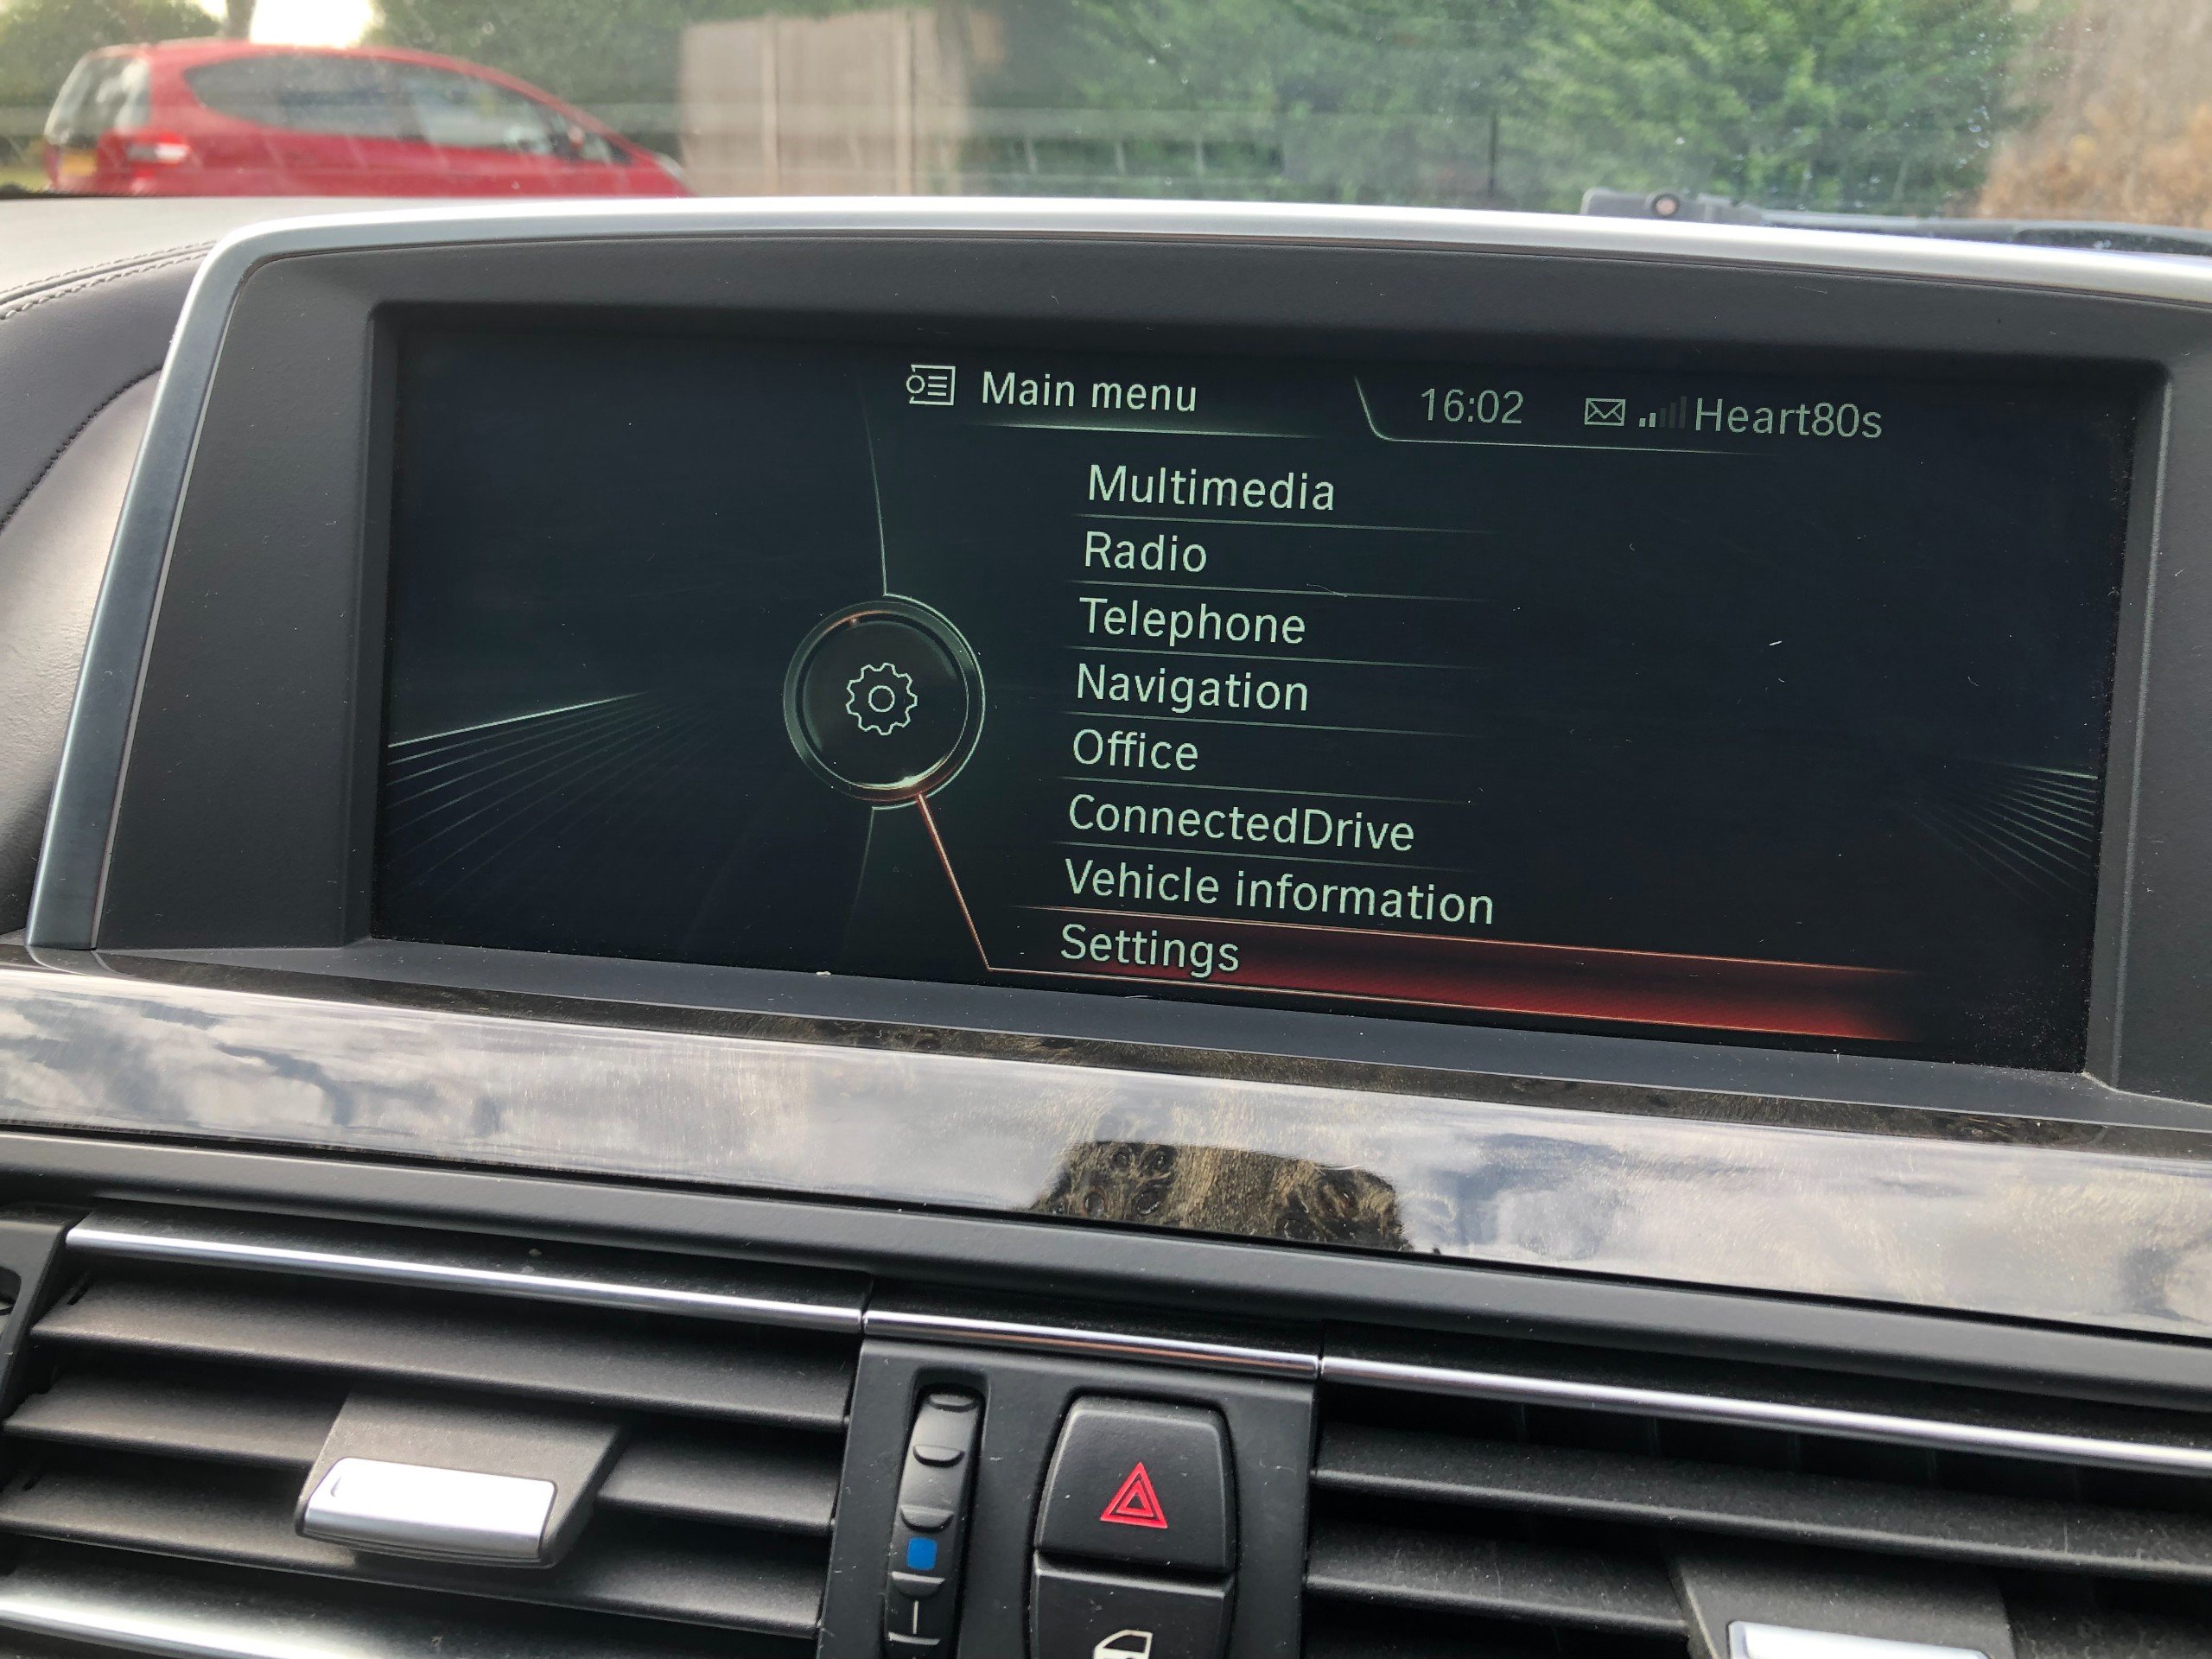 Main menu
16:02
Heart80s
Multimedia
Radio
Telephone
Navigation
Office
ConnectedDrive
Vehicle information
Settings